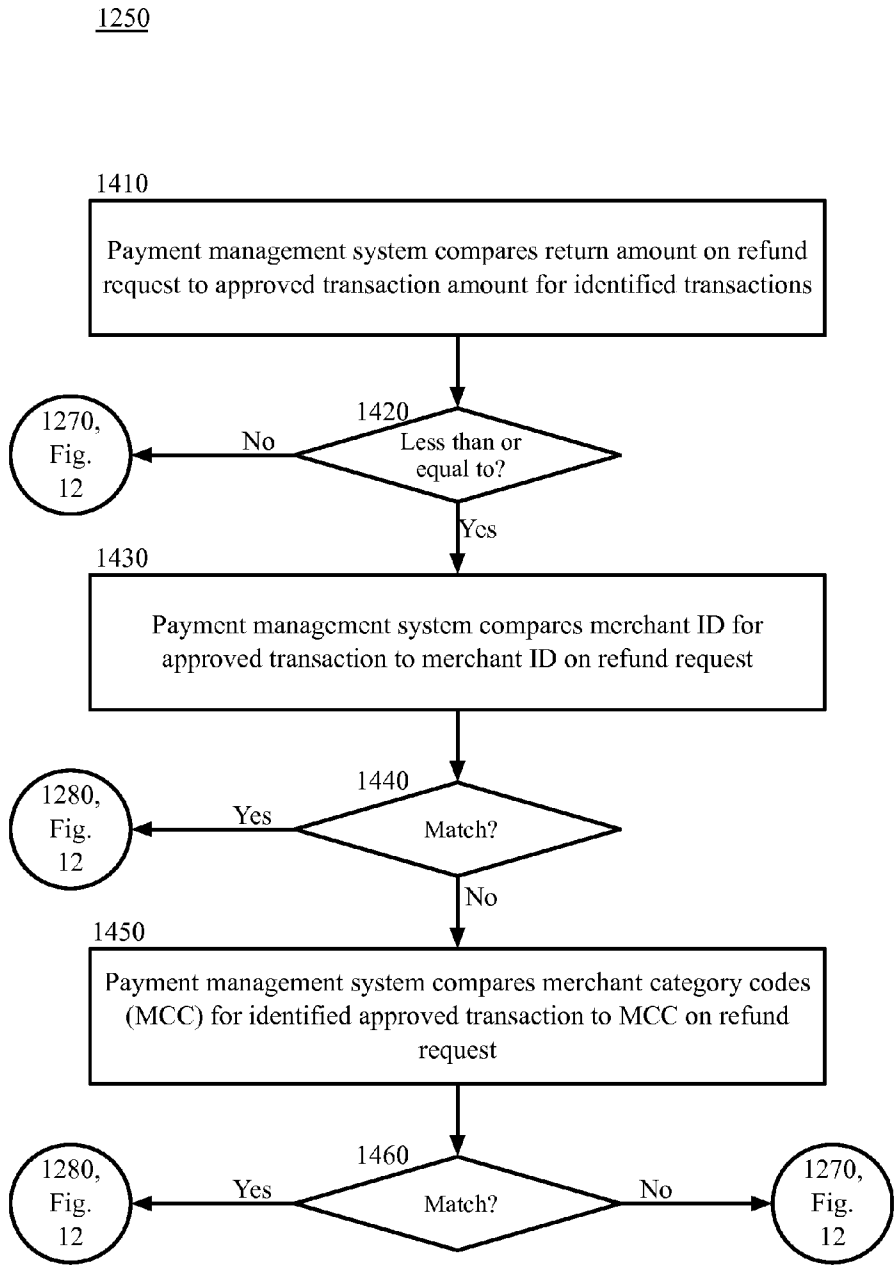 1250
1410
Payment management system compares return amount on refund
request to approved transaction amount for identified transactions
1420
Less than or
equal to?
No
1270,
Fig.
12
Yes
1430
Payment management system compares merchant ID for
approved transaction to merchant ID on refund request
1440
Match?
Yes
1280,
Fig.
12
No
1450
Payment management system compares merchant category codes
(MCC) for identified approved transaction to MCC on refund
request
1460
Match?
Yes
1280,
Fig.
12
No
1270,
Fig.
12